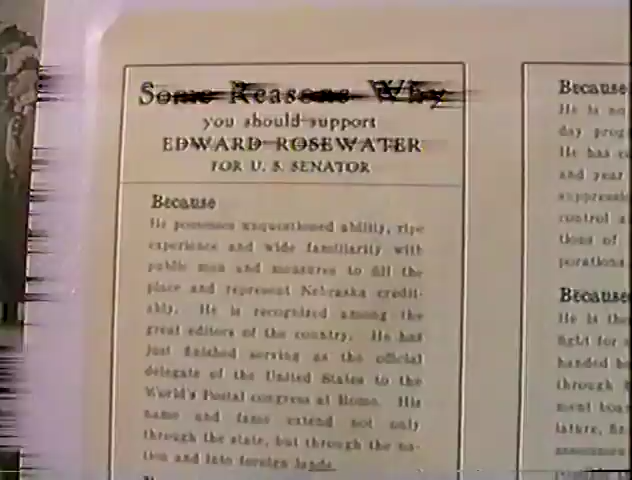 Some Reasons Why
you should support
EDWARD ROSEWATER
FOR U. S. SENATOR
Because
He possesses unquestioned ability, ripe
experience and wide familiarity with
public men and measures to fill the
place and represent Nebraska credit-
ably. He is recognized among the
great editors of the country. He has
just finished serving as the official
delegate of the United States to the
World's Postal congress at Rome. His
name and fame extend not only
through the state, but through the na-
tion and into foreign lands.
Because
He is no
day prog
He has
and year
suppressi
control a
tions of
porations.
Because
He is the
fight for
handed
through
ment
lature,